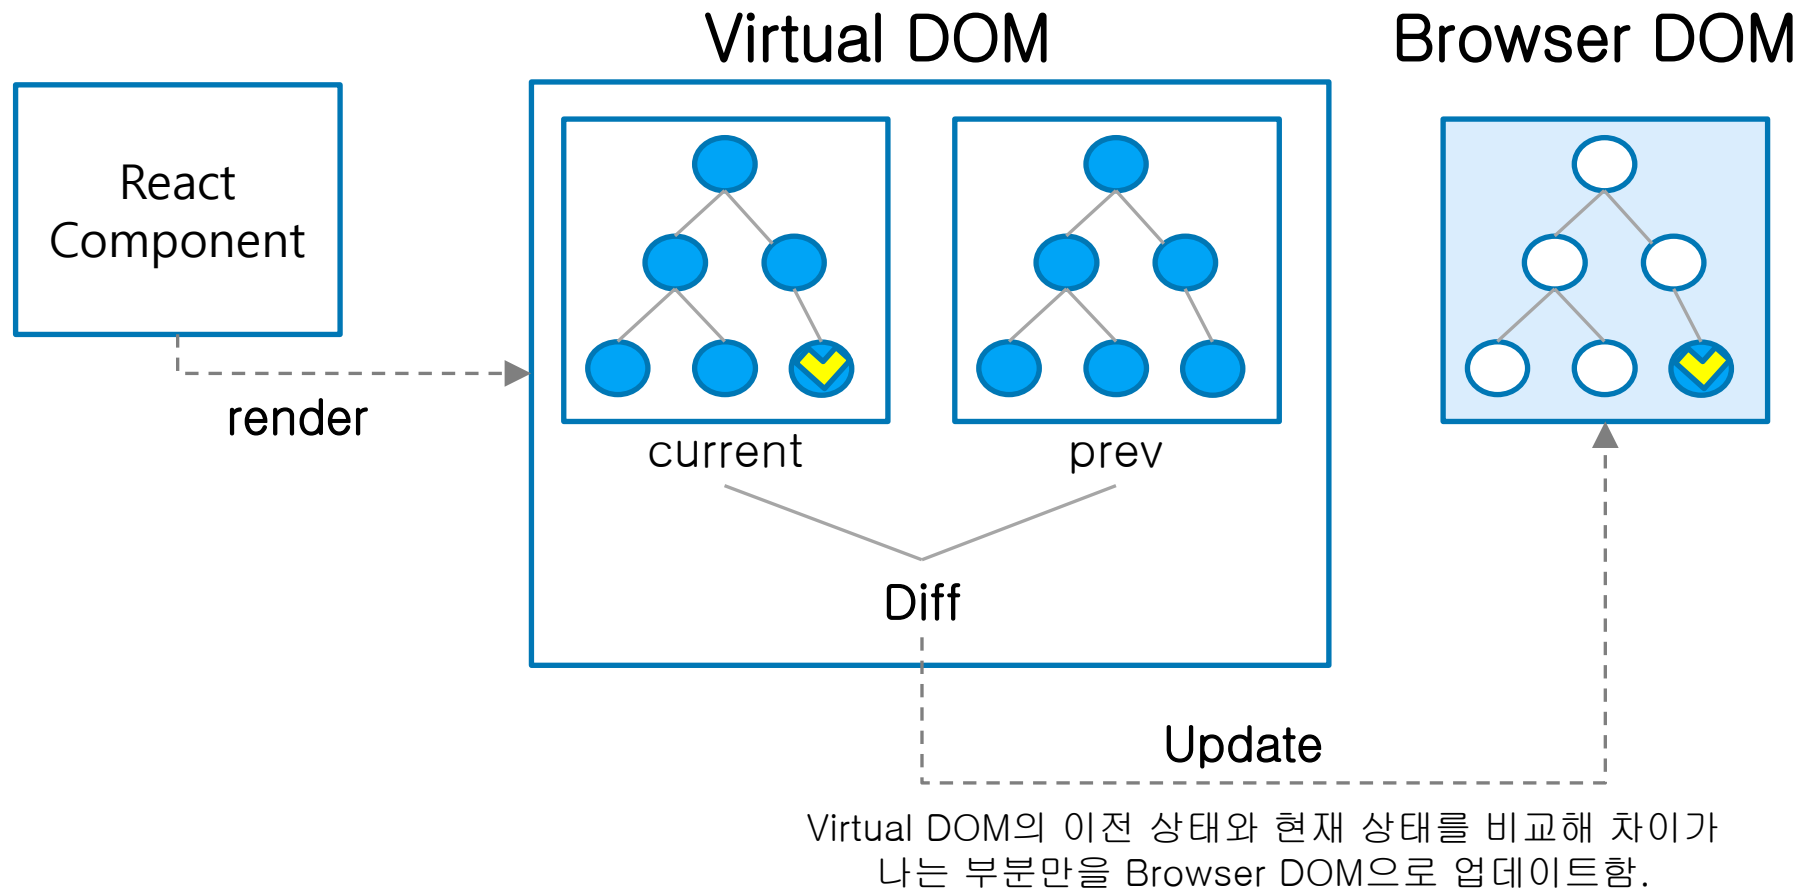 Virtual DOM
Browser DOM
React
Component
render
current
prev
Diff
Update
Virtual DOM의 이전 상태와 현재 상태를 비교해 차이가
나는 부분만을 Browser DOM으로 업데이트함.